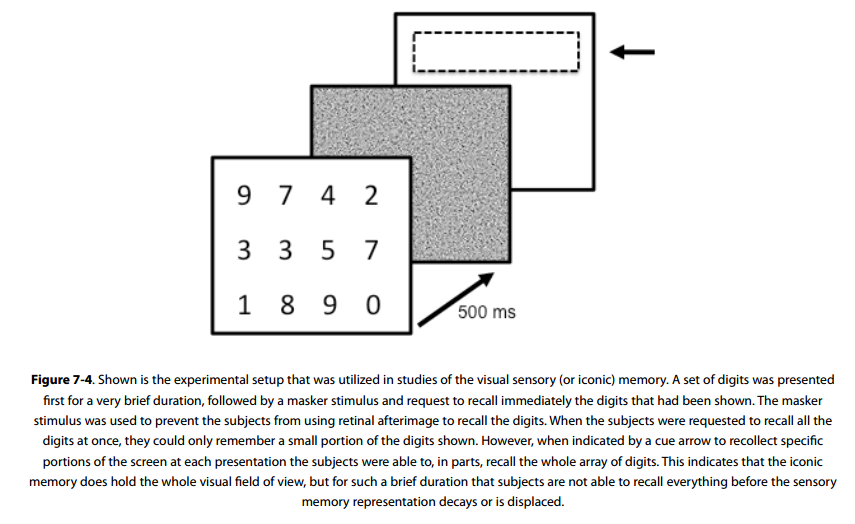 9 7 4 2
3 3 5 7
1 8 9 0
500 ms
Figure 7-4. Shown is the experimental setup that was utilized in studies of the visual sensory (or iconic) memory. A set of digits was presented
first for a very brief duration, followed by a masker stimulus and request to recall immediately the digits that had been shown. The masker
stimulus was used to prevent the subjects from using retinal afterimage to recall the digits. When the subjects were requested to recall all the
digits at once, they could only remember a small portion of the digits shown. However, when indicated by a cue arrow to recollect specific
portions of the screen at each presentation the subjects were able to, in parts, recall the whole array of digits. This indicates that the iconic
memory does hold the whole visual field of view, but for such a brief duration that subjects are not able to recall everything before the sensory
memory representation decays or is displaced.